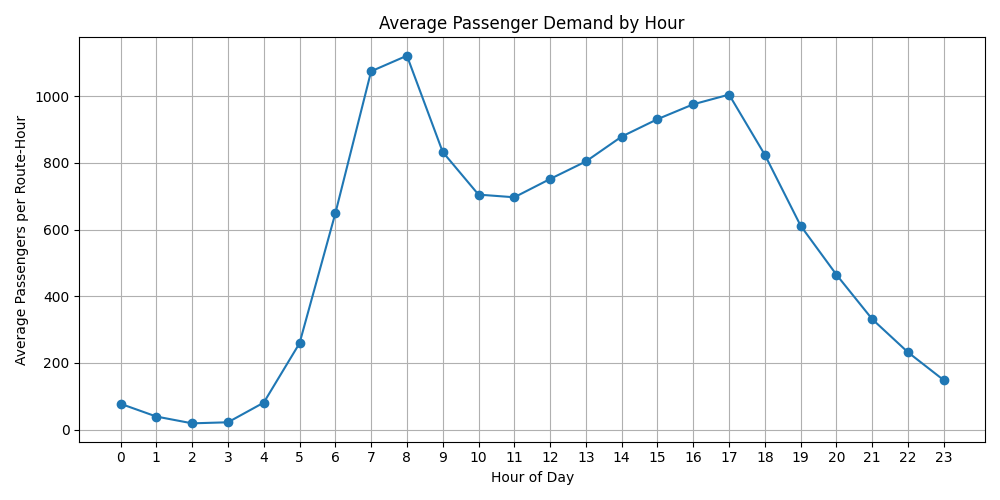 Average Passenger Demand by Hour
Average Passengers per Route-Hour
1000
800
600
400
200
0
0 1 2 3 4 5 6 7 8 9 10 11 12 13 14 15 16 17 18 19 20 21 22 23
Hour of Day